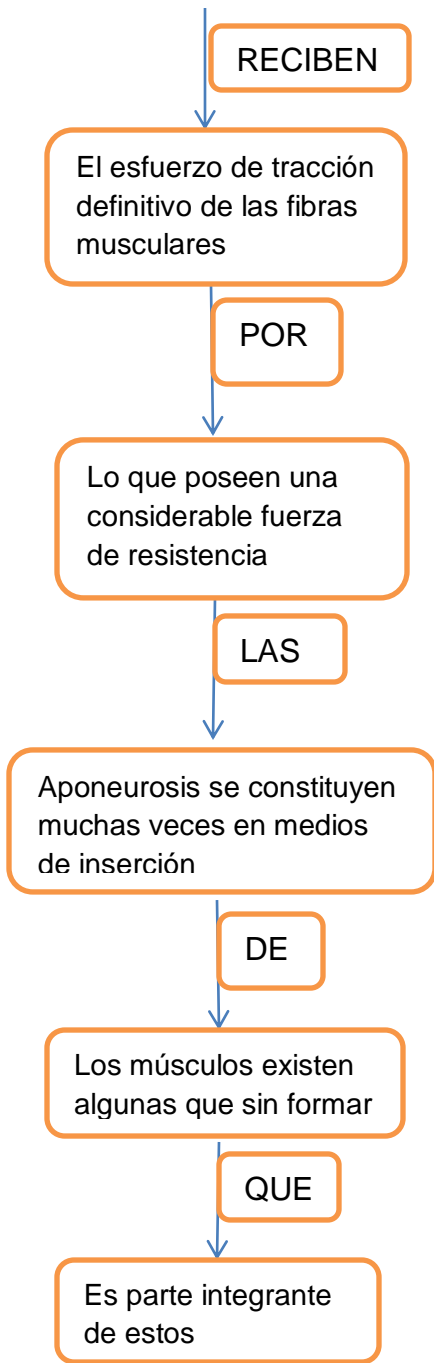 RECIBEN
El esfuerzo de tracción
definitivo de las fibras
musculares
POR
Lo que poseen una
considerable fuerza
de resistencia
LAS
Aponeurosis se constituyen
muchas veces en medios
de inserción
DE
Los músculos existen
algunas que sin formar
QUE
Es parte integrante
de estos